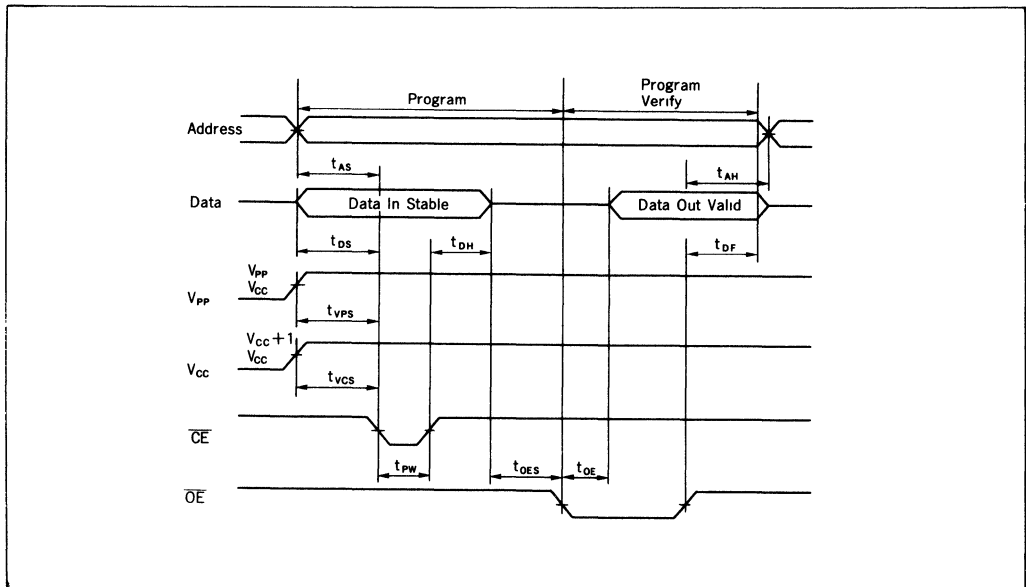 Program
Program
Verify
Address
tAS
tAH
Data
Data In Stable
Data Out Valid
tDS
tDH
tDF
VPP
VCC
VPP
tVPS
VCC+1
VCC
VCC
tVCS
CE
tPW
tOES
tOE
OE